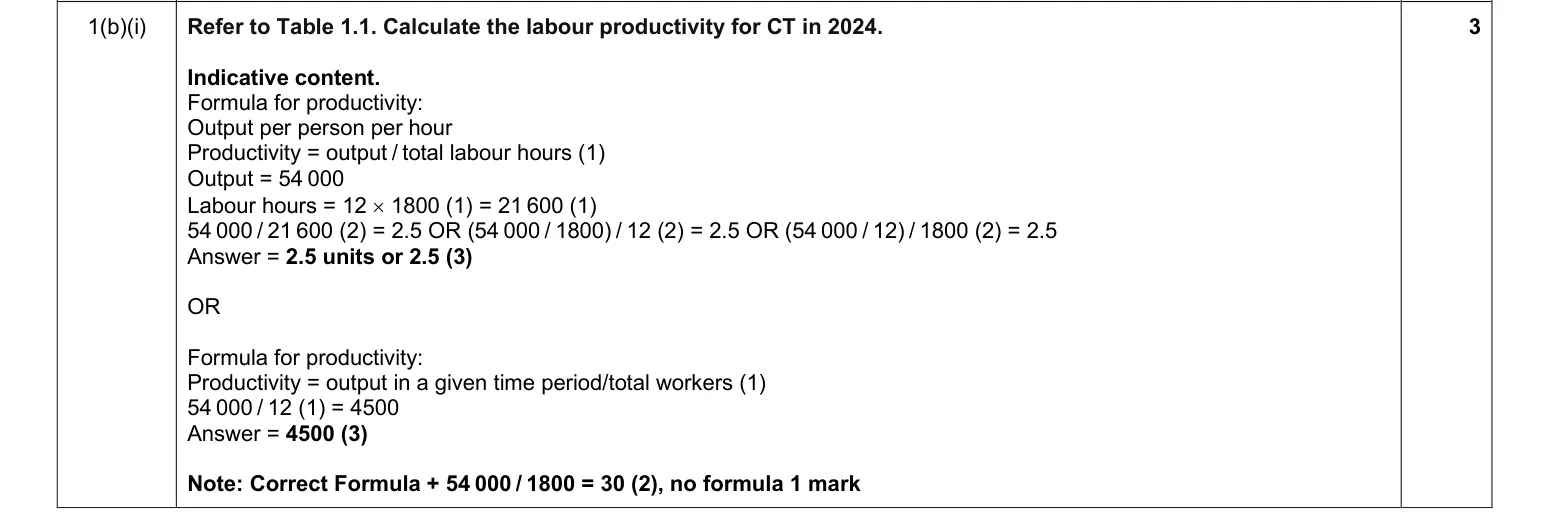 1(b)(i) Refer to Table 1.1. Calculate the labour productivity for CT in 2024. 3
Indicative content.
Formula for productivity:
Output per person per hour
Productivity = output / total labour hours (1)
Output = 54 000
Labour hours = 12 × 1800 (1) = 21 600 (1)
54 000 / 21 600 (2) = 2.5 OR (54 000 / 1800) / 12 (2) = 2.5 OR (54 000 / 12) / 1800 (2) = 2.5
Answer = 2.5 units or 2.5 (3)
OR
Formula for productivity:
Productivity = output in a given time period/total workers (1)
54 000 / 12 (1) = 4500
Answer = 4500 (3)
Note: Correct Formula + 54 000 / 1800 = 30 (2), no formula 1 mark